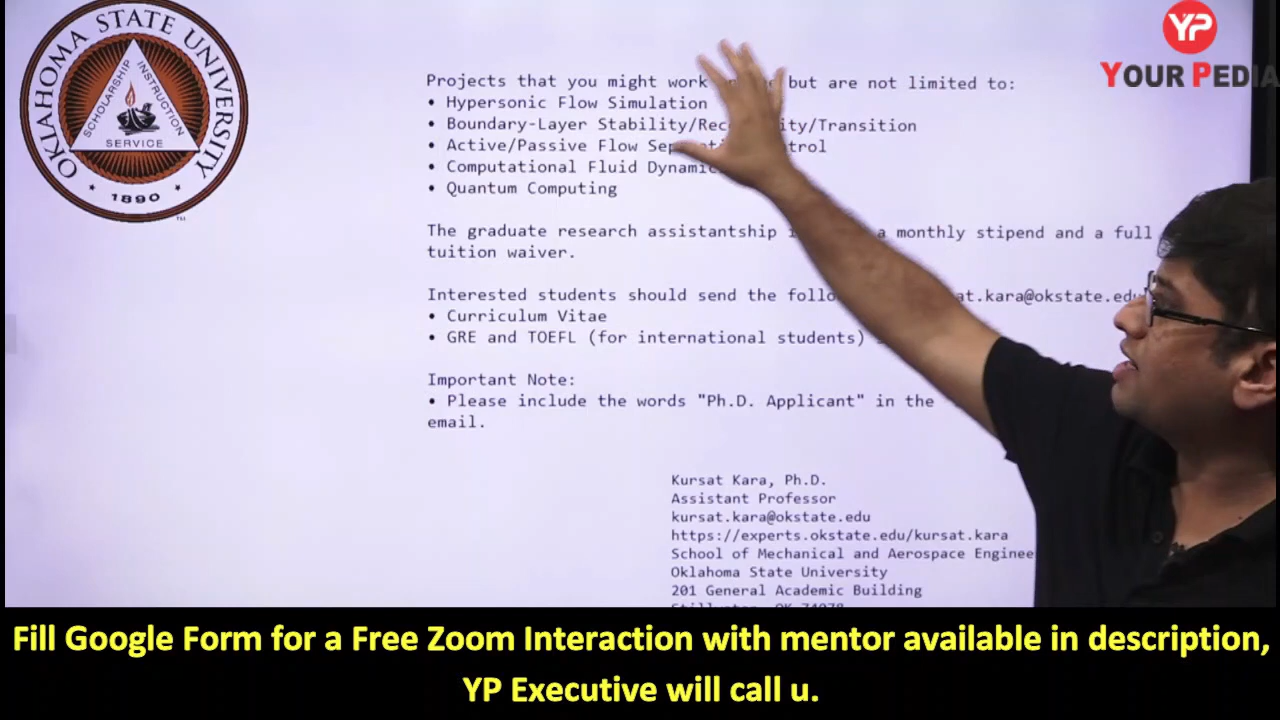 OKLAHOMA STATE UNIVERSITY
SCHOLARSHIP
INSTRUCTION
SERVICE
1890
TM
YP
YOUR PEDIA
Projects that you might work but are not limited to:
• Hypersonic Flow Simulation
• Boundary-Layer Stability/Rec ity/Transition
• Active/Passive Flow
• Computational Fluid
• Quantum Computing
The graduate research assistantship a monthly stipend and a full
tuition waiver.
Interested students should send the at.kara@okstate.edu
• Curriculum Vitae
• GRE and TOEFL (for international students)
Important Note:
• Please include the words "Ph.D. Applicant" in the
email.
Kursat Kara, Ph.D.
Assistant Professor
kursat.kara@okstate.edu
https://experts.okstate.edu/kursat.kara
School of Mechanical and Aerospace Enginee
Oklahoma State University
201 General Academic Building
Fill Google Form for a Free Zoom Interaction with mentor available in description,
YP Executive will call u.